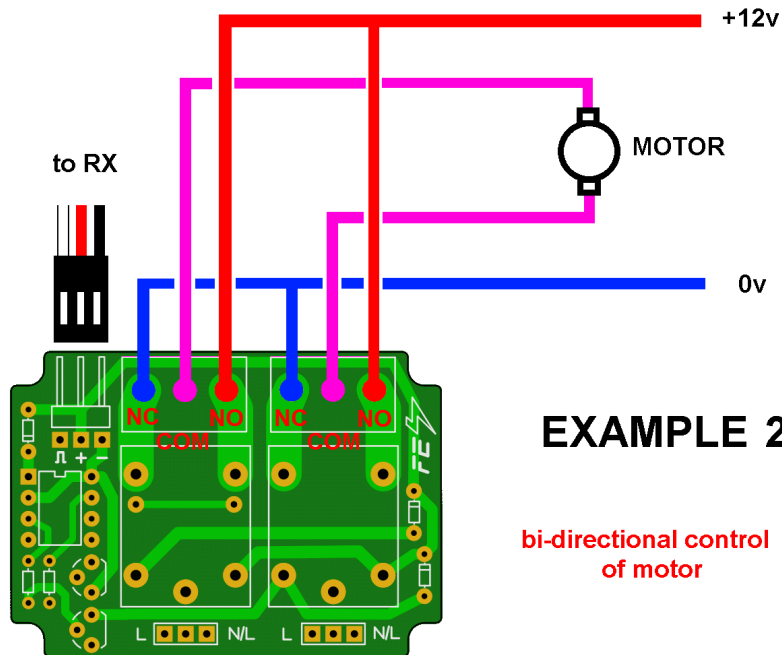 +12v
MOTOR
to RX
0v
NC NO NC NO
COM COM
+ −
EXAMPLE 2
bi-directional control
of motor
L N/L L N/L